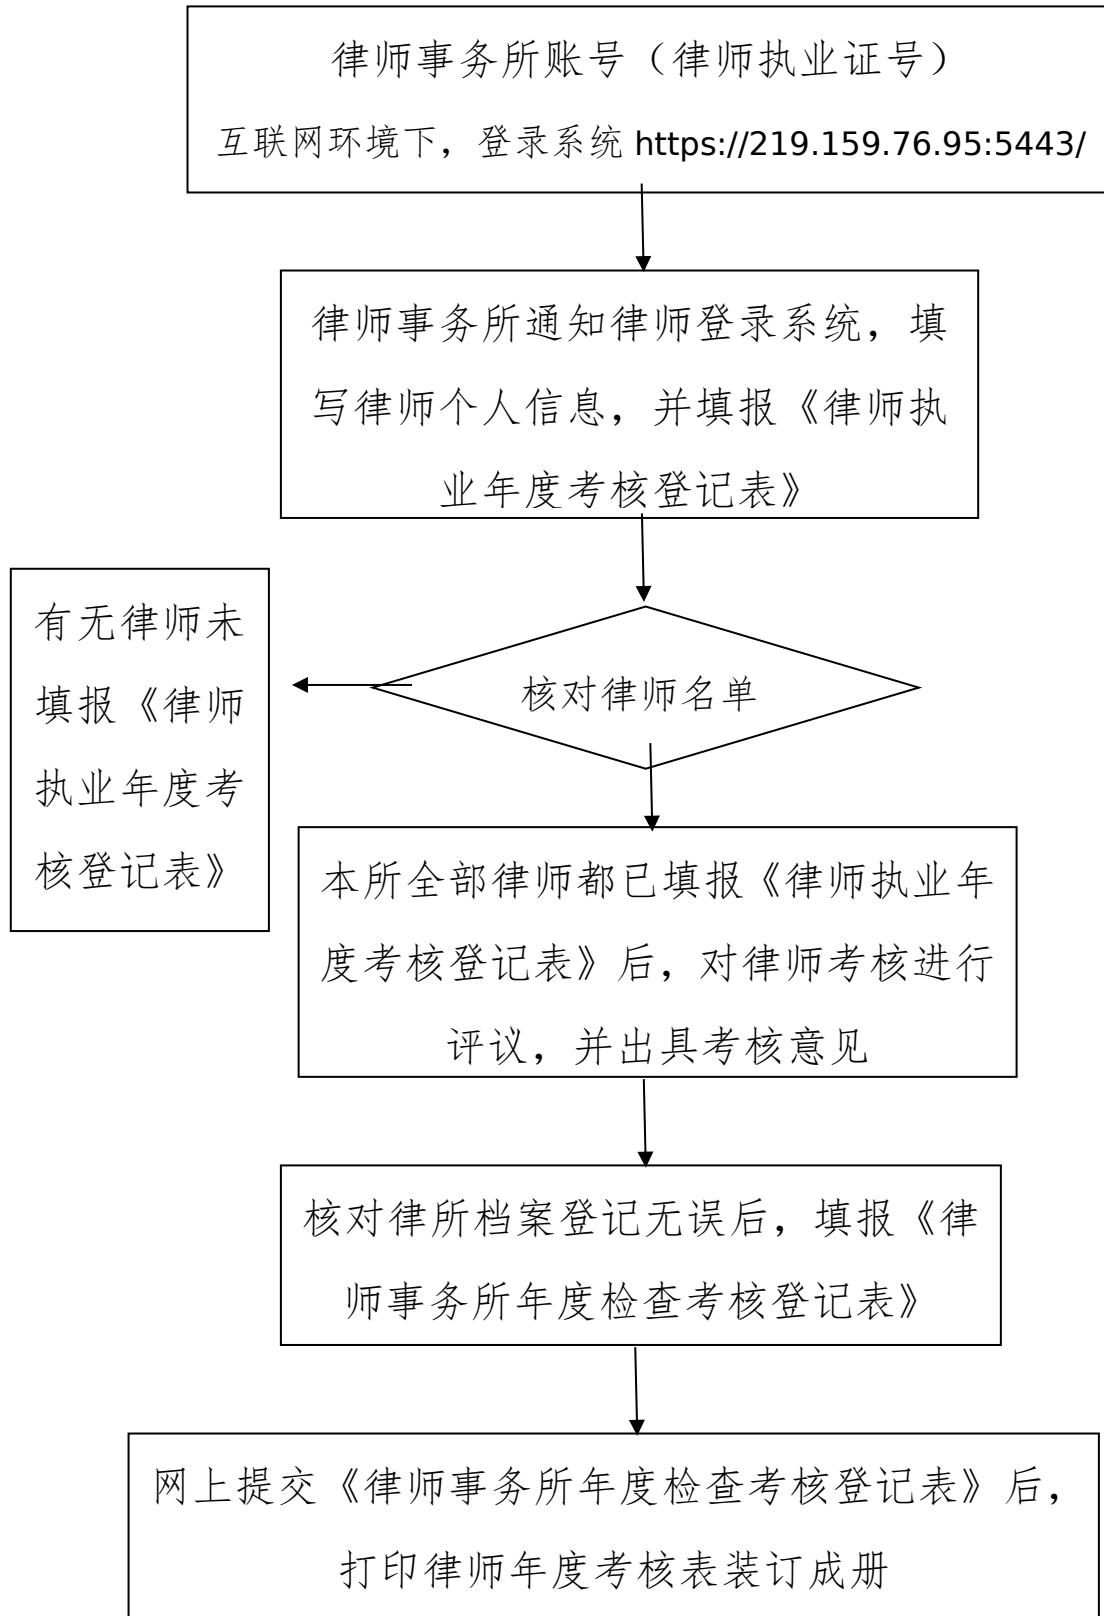 律师事务所账号（律师执业证号）
互联网环境下，登录系统 https://219.159.76.95:5443/
律师事务所通知律师登录系统，填
写律师个人信息，并填报《律师执
业年度考核登记表》
有无律师未
填报《律师
执业年度考
核登记表》
核对律师名单
本所全部律师都已填报《律师执业年
度考核登记表》后，对律师考核进行
评议，并出具考核意见
核对律所档案登记无误后，填报《律
师事务所年度检查考核登记表》
网上提交《律师事务所年度检查考核登记表》后，
打印律师年度考核表装订成册